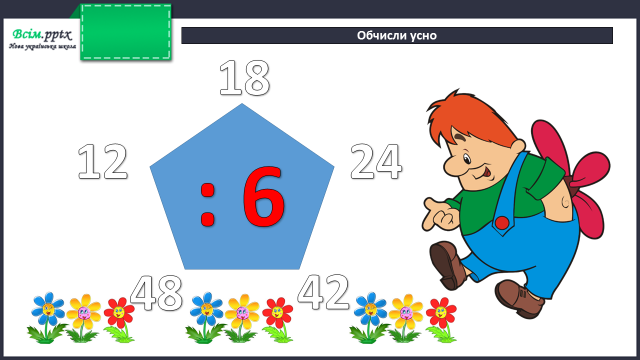 Всім.pptx
Нова українська школа
Обчисли усно
18
12
24
: 6
48
42